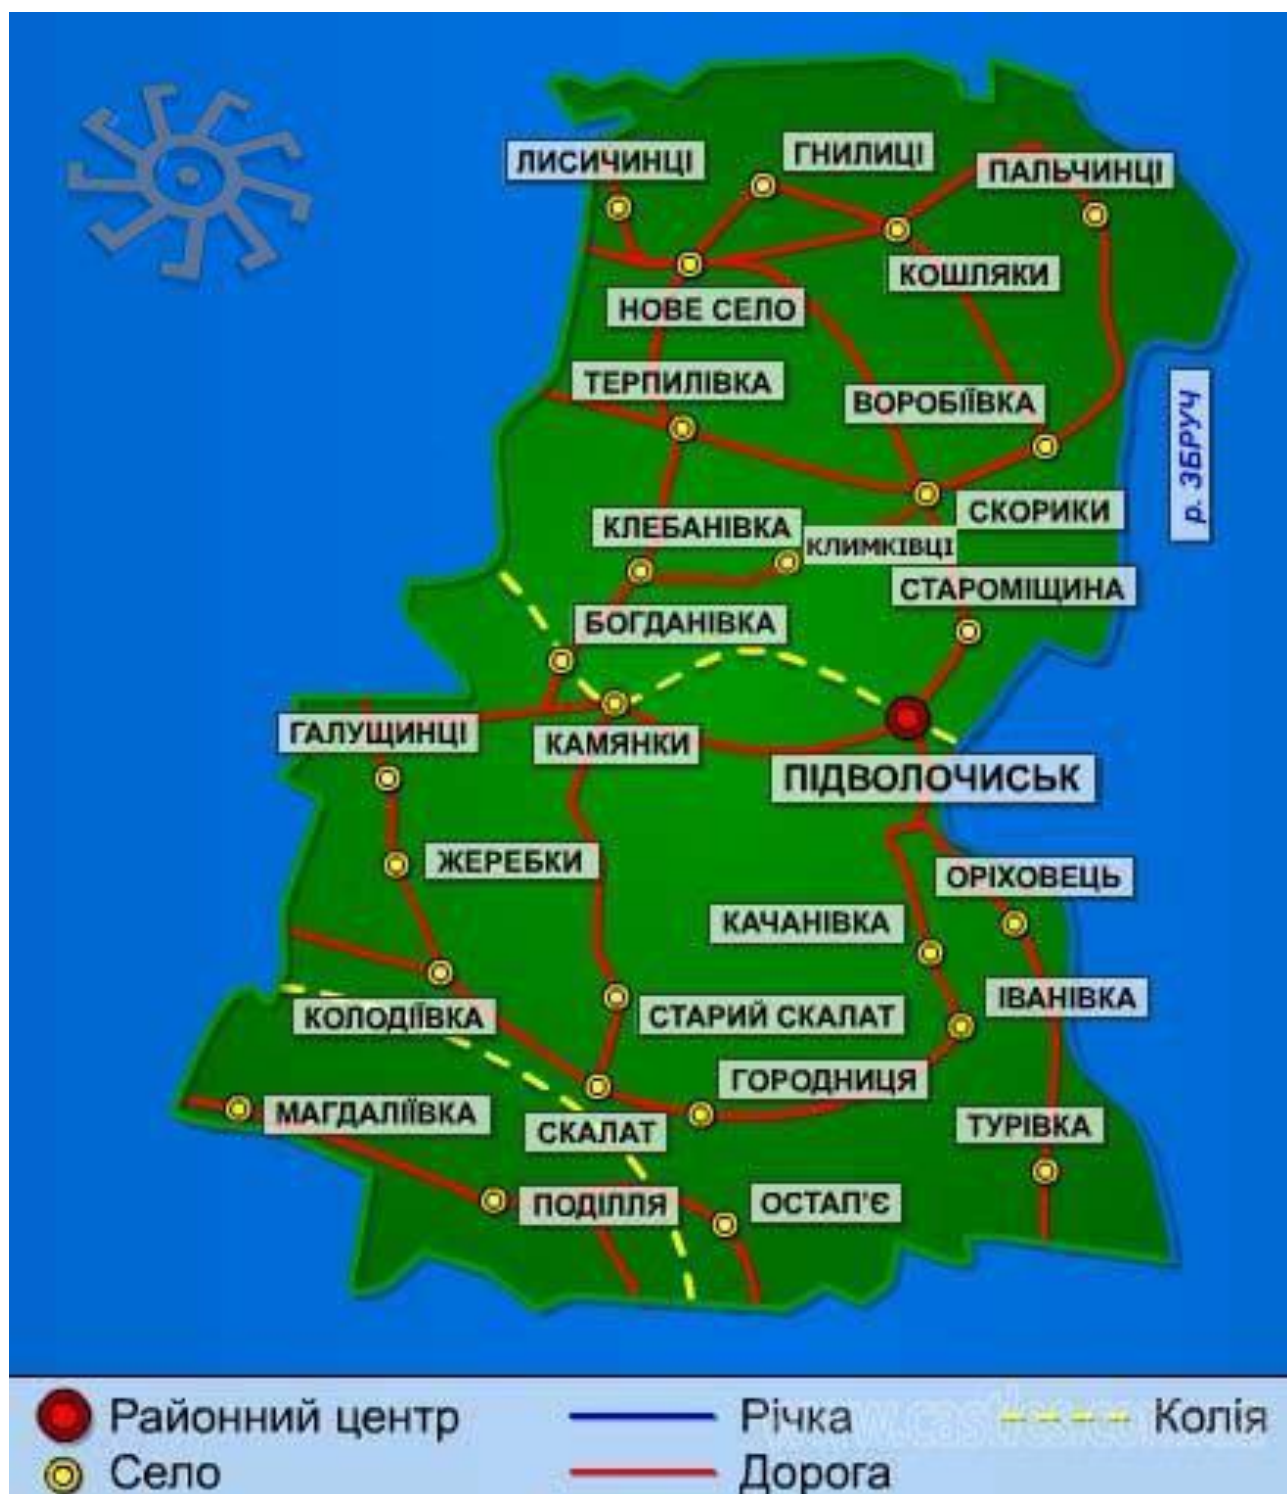 ЛИСИЧИНЦІ
ГНИЛИЦІ
ПАЛЬЧИНЦІ
КОШЛЯКИ
НОВЕ СЕЛО
ТЕРПИЛІВКА
ВОРОБІЇВКА
р. ЗБРУЧ
СКОРИКИ
КЛЕБАНІВКА
КЛИМКІВЦІ
СТАРОМІЩИНА
БОГДАНІВКА
ГАЛУЩИНЦІ
КАМЯНКИ
ПІДВОЛОЧИСЬК
ЖЕРЕБКИ
ОРІХОВЕЦЬ
КАЧАНІВКА
ІВАНІВКА
КОЛОДІЇВКА
СТАРИЙ СКАЛАТ
ГОРОДНИЦЯ
МАГДАЛІЇВКА
СКАЛАТ
ТУРІВКА
ПОДІЛЛЯ
ОСТАП'Є
Районний центр
Річка
Колія
Село
Дорога